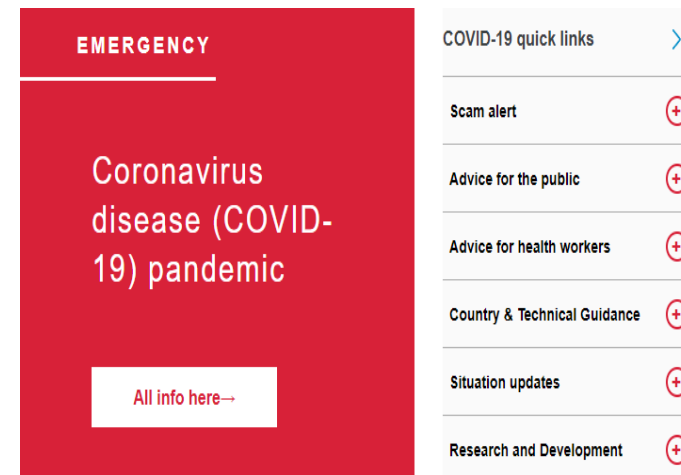 EMERGENCY
Coronavirus
disease (COVID-
19) pandemic
All info here→
COVID-19 quick links
Scam alert
Advice for the public
Advice for health workers
Country & Technical Guidance
Situation updates
Research and Development